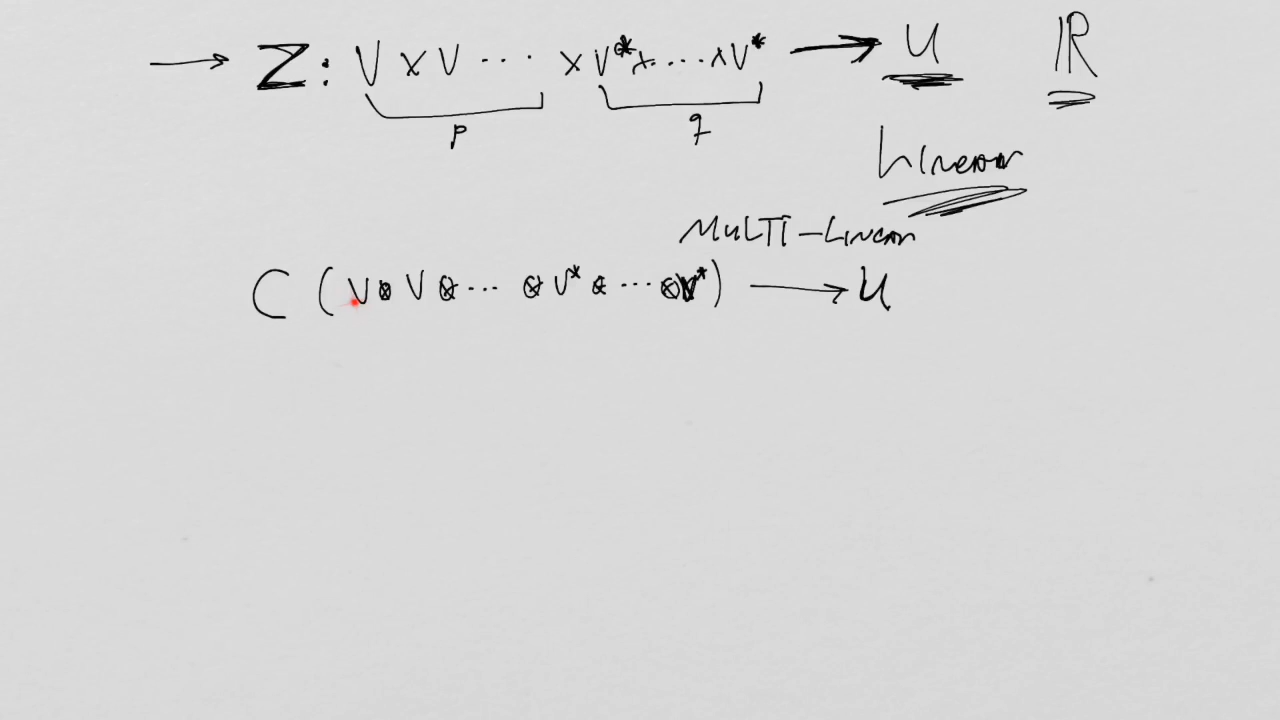 → Z: V × V ··· × V* × ···· × V* → U ℝ
p q
Linear
MULTI-Linear
C (V ⊗ V ⊗ ··· ⊗ V* ⊗ ··· ⊗ V*) → U